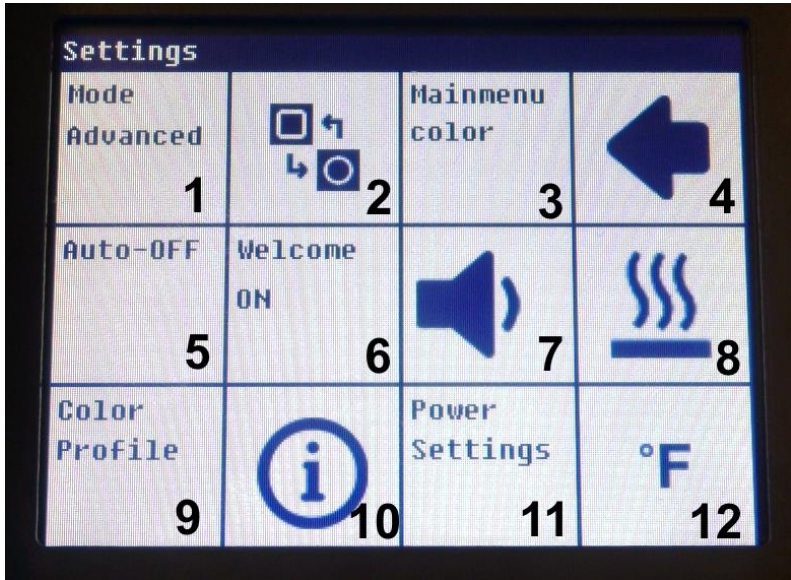 Settings
Mode
Advanced
1
2
Mainmenu
color
3
4
Auto-OFF
5
Welcome
ON
6
7
8
Color
Profile
9
i
10
Power
Settings
11
°F
12